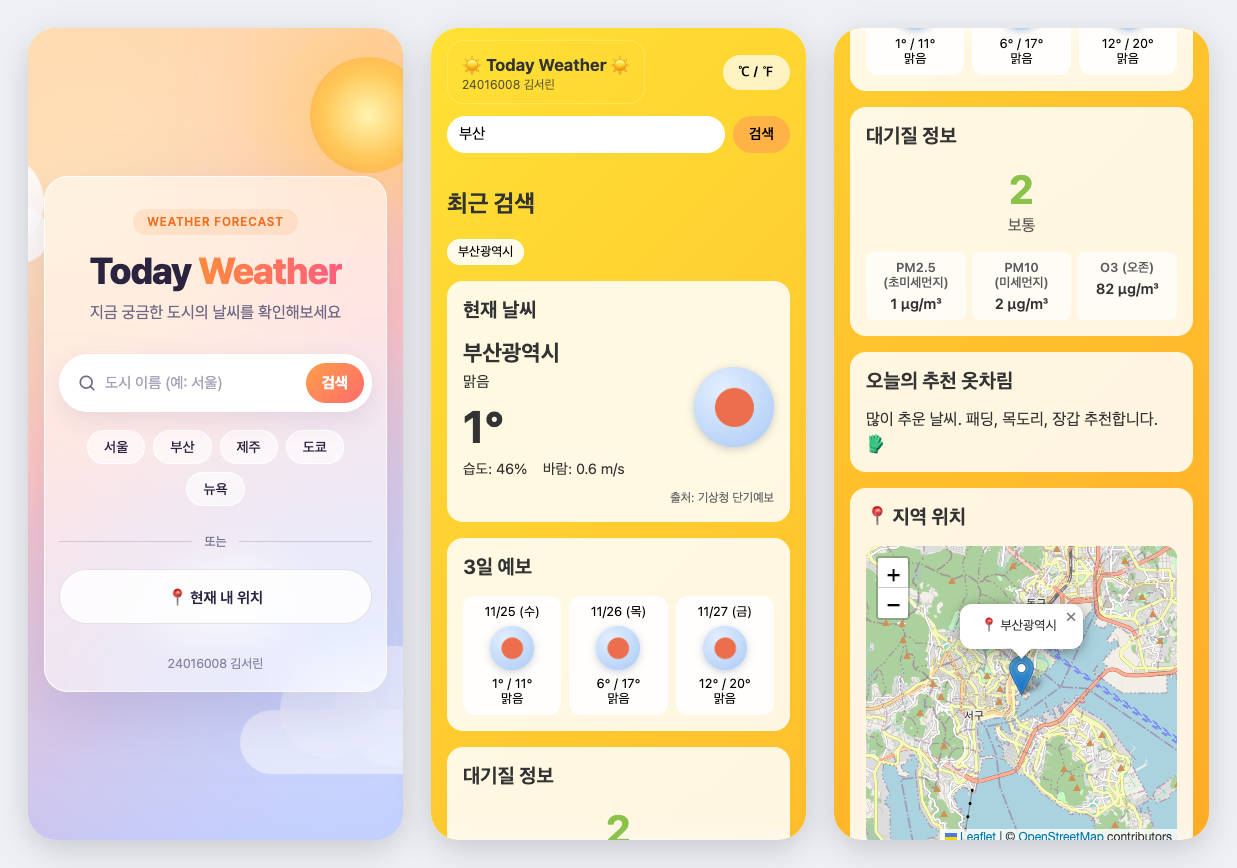 WEATHER FORECAST
Today Weather
지금 궁금한 도시의 날씨를 확인해보세요
도시 이름 (예: 서울)
검색
서울
부산
제주
도쿄
뉴욕
또는
📍 현재 내 위치
24016008 김서린
☀️ Today Weather ☀️
24016008 김서린
℃ / ℉
부산
검색
최근 검색
부산광역시
현재 날씨
부산광역시
맑음
1°
습도: 46% 바람: 0.6 m/s
출처: 기상청 단기예보
3일 예보
11/25 (수)
1° / 11°
맑음
11/26 (목)
6° / 17°
맑음
11/27 (금)
12° / 20°
맑음
대기질 정보
2
1° / 11°
맑음
6° / 17°
맑음
12° / 20°
맑음
대기질 정보
2
보통
PM2.5
(초미세먼지)
1 µg/m³
PM10
(미세먼지)
2 µg/m³
O3 (오존)
82 µg/m³
오늘의 추천 옷차림
많이 추운 날씨. 패딩, 목도리, 장갑 추천합니다.
🧤
📍 지역 위치
+
−
📍 부산광역시
×
서구
Leaflet | © OpenStreetMap contributors